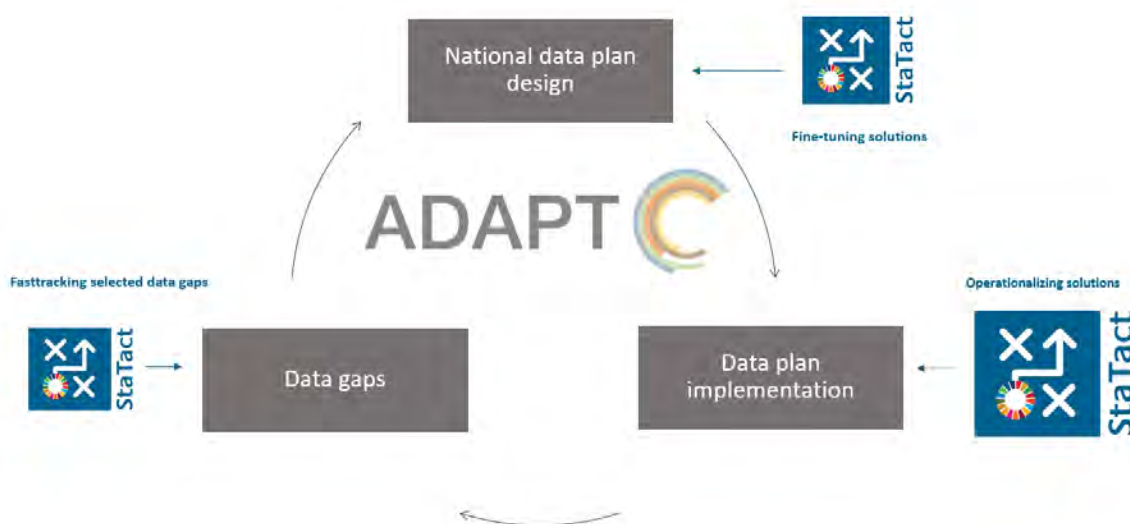 National data plan
design
StaTact
Fine-tuning solutions
ADAPT
Fasttracking selected data gaps
StaTact
Data gaps
Operationalizing solutions
Data plan
implementation
StaTact